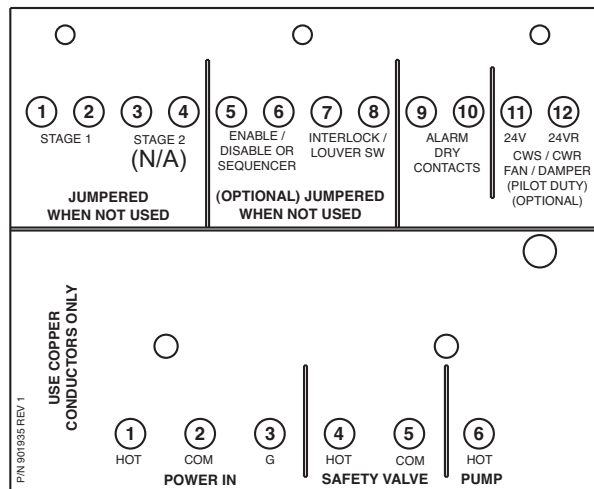 1 2 3 4 5 6 7 8 9 10 11 12
STAGE 1
STAGE 2
(N/A)
JUMPERED
WHEN NOT USED
ENABLE /
DISABLE OR
SEQUENCER
INTERLOCK /
LOUVER SW
(OPTIONAL) JUMPERED
WHEN NOT USED
ALARM
DRY
CONTACTS
24V 24VR
CWS / CWR
FAN / DAMPER
(PILOT DUTY)
(OPTIONAL)
USE COPPER
CONDUCTORS ONLY
P/N 901935 REV 1
1 2 3 4 5 6
HOT COM G HOT COM HOT
POWER IN SAFETY VALVE PUMP